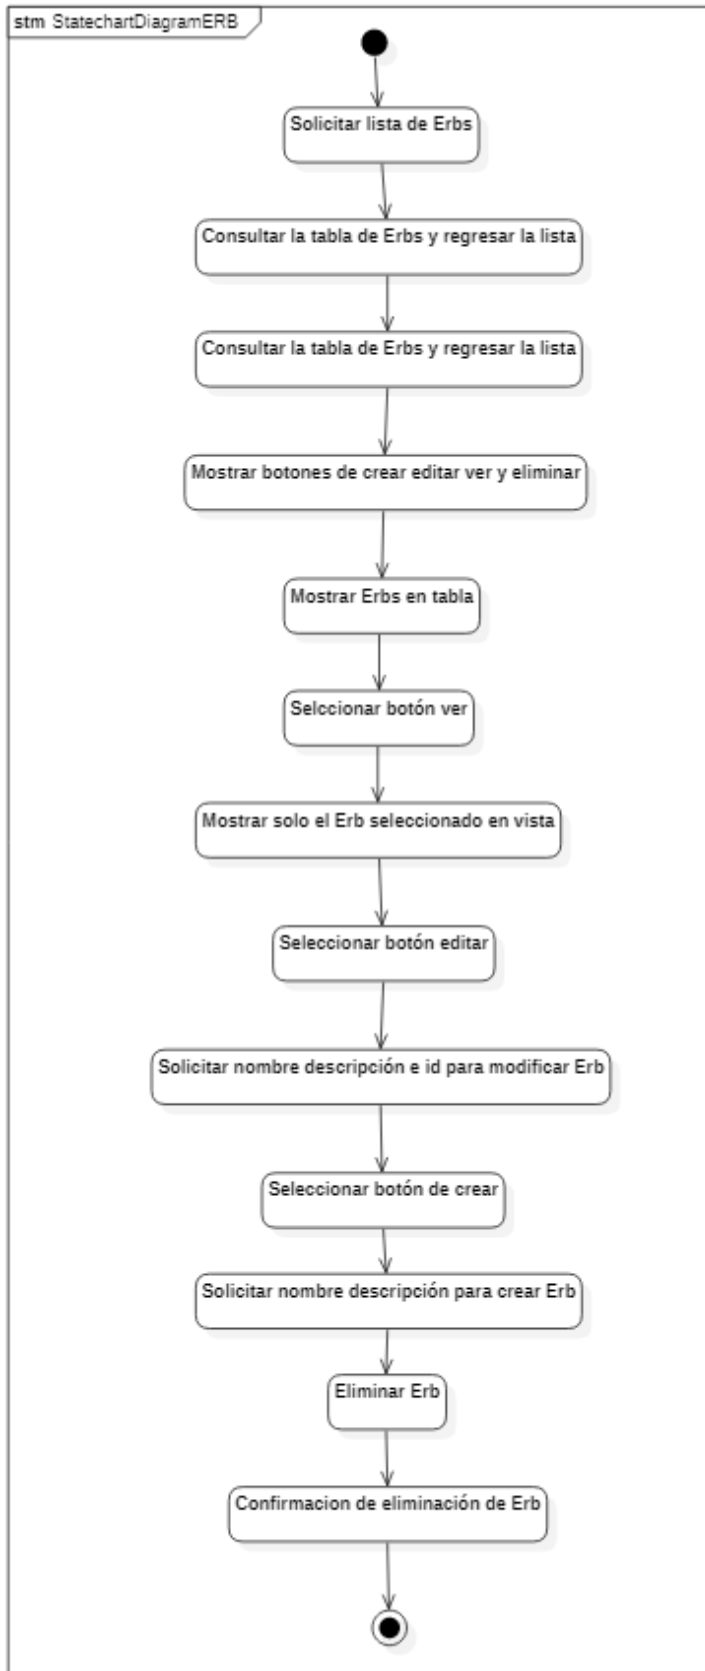 stm StatechartDiagramERB
Solicitar lista de Erbs
Consultar la tabla de Erbs y regresar la lista
Consultar la tabla de Erbs y regresar la lista
Mostrar botones de crear editar ver y eliminar
Mostrar Erbs en tabla
Selccionar botón ver
Mostrar solo el Erb seleccionado en vista
Seleccionar botón editar
Solicitar nombre descripción e id para modificar Erb
Seleccionar botón de crear
Solicitar nombre descripción para crear Erb
Eliminar Erb
Confirmacion de eliminación de Erb